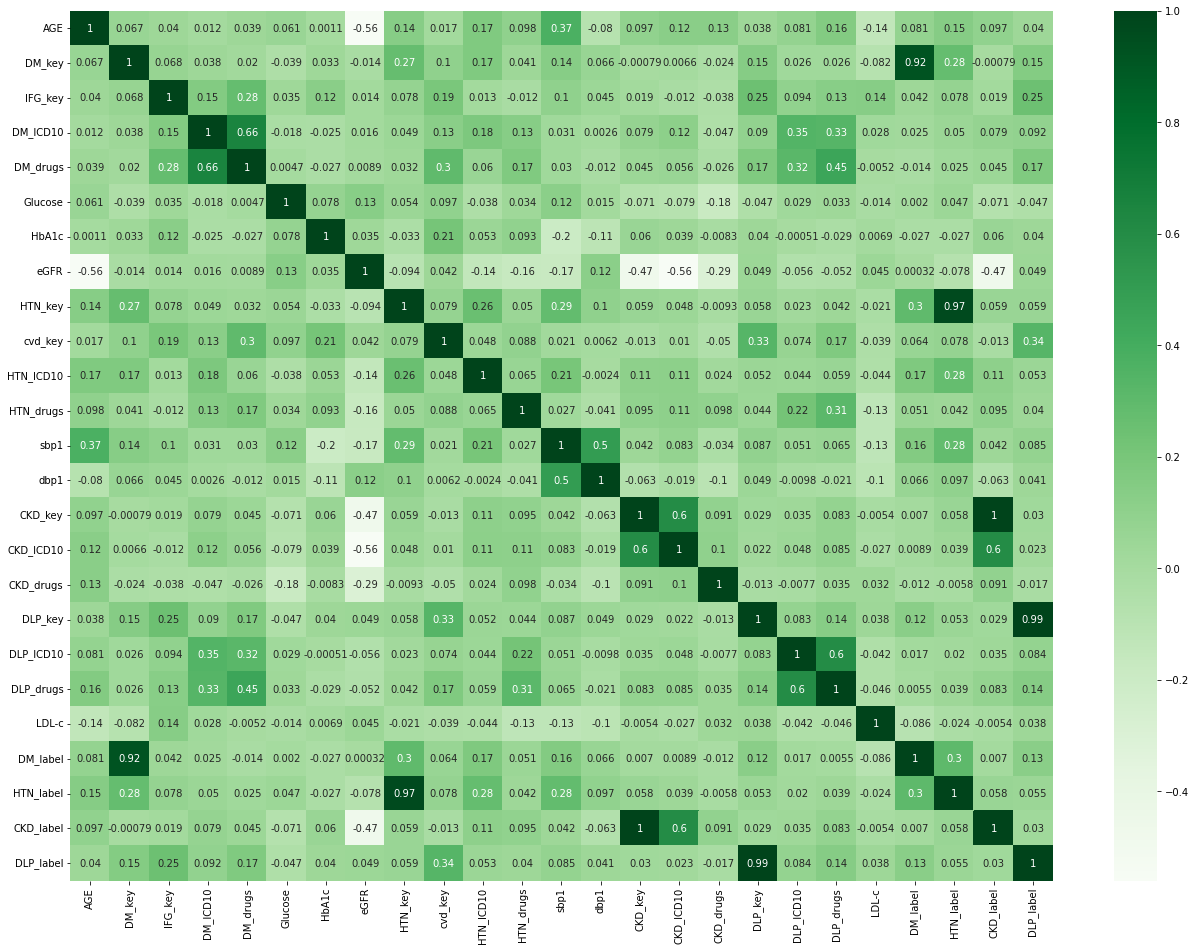 AGE 1 0.067 0.04 0.012 0.039 0.061 0.0011 -0.56 0.14 0.017 0.17 0.098 0.37 -0.08 0.097 0.12 0.13 0.038 0.081 0.16 -0.14 0.081 0.15 0.097 0.04
DM_key 0.067 1 0.068 0.038 0.02 -0.039 0.033 -0.014 0.27 0.1 0.17 0.041 0.14 0.066 -0.00079 0.0066 -0.024 0.15 0.026 0.026 -0.082 0.92 0.28 -0.00079 0.15
IFG_key 0.04 0.068 1 0.15 0.28 0.035 0.12 0.014 0.078 0.19 0.013 -0.012 0.1 0.045 0.019 -0.012 -0.038 0.25 0.094 0.13 0.14 0.042 0.078 0.019 0.25
DM_ICD10 0.012 0.038 0.15 1 0.66 -0.018 -0.025 0.016 0.049 0.13 0.18 0.13 0.031 0.0026 0.079 0.12 -0.047 0.09 0.35 0.33 0.028 0.025 0.05 0.079 0.092
DM_drugs 0.039 0.02 0.28 0.66 1 0.0047 -0.027 0.0089 0.032 0.3 0.06 0.17 0.03 -0.012 0.045 0.056 -0.026 0.17 0.32 0.45 -0.0052 -0.014 0.025 0.045 0.17
Glucose 0.061 -0.039 0.035 -0.018 0.0047 1 0.078 0.13 0.054 0.097 -0.038 0.034 0.12 0.015 -0.071 -0.079 -0.18 -0.047 0.029 0.033 -0.014 0.002 0.047 -0.071 -0.047
HbA1c 0.0011 0.033 0.12 -0.025 -0.027 0.078 1 0.035 -0.033 0.21 0.053 0.093 -0.2 -0.11 0.06 0.039 -0.0083 0.04 -0.00051 -0.029 0.0069 -0.027 -0.027 0.06 0.04
eGFR -0.56 -0.014 0.014 0.016 0.0089 0.13 0.035 1 -0.094 0.042 -0.14 -0.16 -0.17 0.12 -0.47 -0.56 -0.29 0.049 -0.056 -0.052 0.045 0.00032 -0.078 -0.47 0.049
HTN_key 0.14 0.27 0.078 0.049 0.032 0.054 -0.033 -0.094 1 0.079 0.26 0.05 0.29 0.1 0.059 0.048 -0.0093 0.058 0.023 0.042 -0.021 0.3 0.97 0.059 0.059
cvd_key 0.017 0.1 0.19 0.13 0.3 0.097 0.21 0.042 0.079 1 0.048 0.088 0.021 0.0062 -0.013 0.01 -0.05 0.33 0.074 0.17 -0.039 0.064 0.078 -0.013 0.34
HTN_ICD10 0.17 0.17 0.013 0.18 0.06 -0.038 0.053 -0.14 0.26 0.048 1 0.065 0.21 -0.0024 0.11 0.11 0.024 0.052 0.044 0.059 -0.044 0.17 0.28 0.11 0.053
HTN_drugs 0.098 0.041 -0.012 0.13 0.17 0.034 0.093 -0.16 0.05 0.088 0.065 1 0.027 -0.041 0.095 0.11 0.098 0.044 0.22 0.31 -0.13 0.051 0.042 0.095 0.04
sbp1 0.37 0.14 0.1 0.031 0.03 0.12 -0.2 -0.17 0.29 0.021 0.21 0.027 1 0.5 0.042 0.083 -0.034 0.087 0.051 0.065 -0.13 0.16 0.28 0.042 0.085
dbp1 -0.08 0.066 0.045 0.0026 -0.012 0.015 -0.11 0.12 0.1 0.0062 -0.0024 -0.041 0.5 1 -0.063 -0.019 -0.1 0.049 -0.0098 -0.021 -0.1 0.066 0.097 -0.063 0.041
CKD_key 0.097 -0.00079 0.019 0.079 0.045 -0.071 0.06 -0.47 0.059 -0.013 0.11 0.095 0.042 -0.063 1 0.6 0.091 0.029 0.035 0.083 -0.0054 0.007 0.058 1 0.03
CKD_ICD10 0.12 0.0066 -0.012 0.12 0.056 -0.079 0.039 -0.56 0.048 0.01 0.11 0.11 0.083 -0.019 0.6 1 0.1 0.022 0.048 0.085 -0.027 0.0089 0.039 0.6 0.023
CKD_drugs 0.13 -0.024 -0.038 -0.047 -0.026 -0.18 -0.0083 -0.29 -0.0093 -0.05 0.024 0.098 -0.034 -0.1 0.091 0.1 1 -0.013 -0.0077 0.035 0.032 -0.012 -0.0058 0.091 -0.017
DLP_key 0.038 0.15 0.25 0.09 0.17 -0.047 0.04 0.049 0.058 0.33 0.052 0.044 0.087 0.049 0.029 0.022 -0.013 1 0.083 0.14 0.038 0.12 0.053 0.029 0.99
DLP_ICD10 0.081 0.026 0.094 0.35 0.32 0.029 -0.00051 -0.056 0.023 0.074 0.044 0.22 0.051 -0.0098 0.035 0.048 -0.0077 0.083 1 0.6 -0.042 0.017 0.02 0.035 0.084
DLP_drugs 0.16 0.026 0.13 0.33 0.45 0.033 -0.029 -0.052 0.042 0.17 0.059 0.31 0.065 -0.021 0.083 0.085 0.035 0.14 0.6 1 -0.046 0.0055 0.039 0.083 0.14
LDL-c -0.14 -0.082 0.14 0.028 -0.0052 -0.014 0.0069 0.045 -0.021 -0.039 -0.044 -0.13 -0.13 -0.1 -0.0054 -0.027 0.032 0.038 -0.042 -0.046 1 -0.086 -0.024 -0.0054 0.038
DM_label 0.081 0.92 0.042 0.025 -0.014 0.002 -0.027 0.00032 0.3 0.064 0.17 0.051 0.16 0.066 0.007 0.0089 -0.012 0.12 0.017 0.0055 -0.086 1 0.3 0.007 0.13
HTN_label 0.15 0.28 0.078 0.05 0.025 0.047 -0.027 -0.078 0.97 0.078 0.28 0.042 0.28 0.097 0.058 0.039 -0.0058 0.053 0.02 0.039 -0.024 0.3 1 0.058 0.055
CKD_label 0.097 -0.00079 0.019 0.079 0.045 -0.071 0.06 -0.47 0.059 -0.013 0.11 0.095 0.042 -0.063 1 0.6 0.091 0.029 0.035 0.083 -0.0054 0.007 0.058 1 0.03
DLP_label 0.04 0.15 0.25 0.092 0.17 -0.047 0.04 0.049 0.059 0.34 0.053 0.04 0.085 0.041 0.03 0.023 -0.017 0.99 0.084 0.14 0.038 0.13 0.055 0.03 1
AGE DM_key IFG_key DM_ICD10 DM_drugs Glucose HbA1c eGFR HTN_key cvd_key HTN_ICD10 HTN_drugs sbp1 dbp1 CKD_key CKD_ICD10 CKD_drugs DLP_key DLP_ICD10 DLP_drugs LDL-c DM_label HTN_label CKD_label DLP_label
1.0
0.8
0.6
0.4
0.2
0.0
−0.2
−0.4